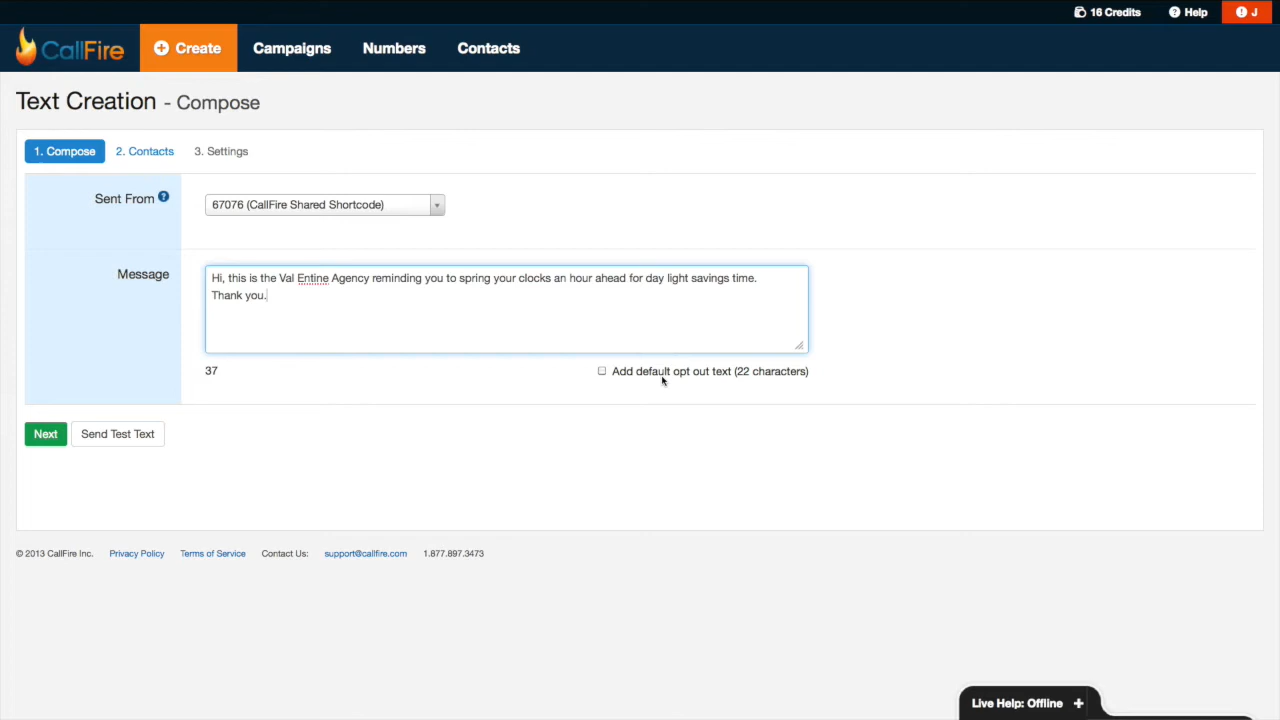 16 Credits
Help
J
CallFire
Create
Campaigns
Numbers
Contacts
Text Creation - Compose
1. Compose
2. Contacts
3. Settings
Sent From
67076 (CallFire Shared Shortcode)
Message
Hi, this is the Val Entine Agency reminding you to spring your clocks an hour ahead for day light savings time.
Thank you.
37
Add default opt out text (22 characters)
Next
Send Test Text
© 2013 CallFire Inc.
Privacy Policy
Terms of Service
Contact Us:
support@callfire.com
1.877.897.3473
Live Help: Offline